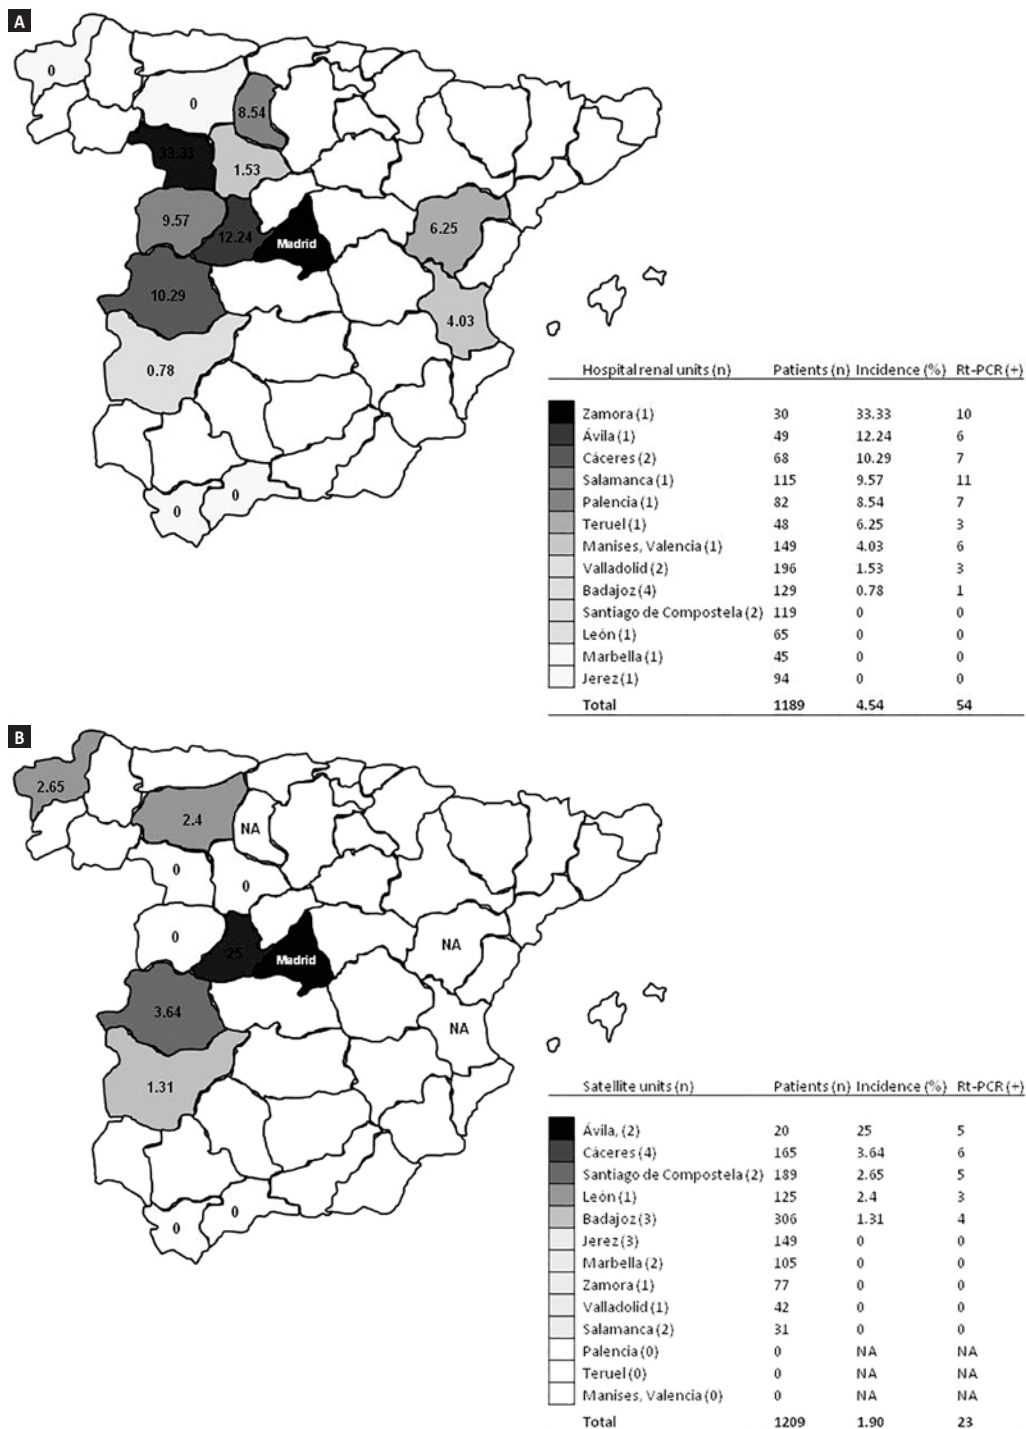 A
0
0
8.54
33.33
1.53
9.57
12.24
Madrid
6.25
10.29
4.03
0.78
0
0
Hospital renal units (n) Patients (n) Incidence (%) Rt-PCR (+)
Zamora (1) 30 33.33 10
Ávila (1) 49 12.24 6
Cáceres (2) 68 10.29 7
Salamanca (1) 115 9.57 11
Palencia (1) 82 8.54 7
Teruel (1) 48 6.25 3
Manises, Valencia (1) 149 4.03 6
Valladolid (2) 196 1.53 3
Badajoz (4) 129 0.78 1
Santiago de Compostela (2) 119 0 0
León (1) 65 0 0
Marbella (1) 45 0 0
Jerez (1) 94 0 0
Total 1189 4.54 54
B
2.65
2.4
NA
0
0
0
25
Madrid
NA
3.64
NA
1.31
0
0
Satellite units (n) Patients (n) Incidence (%) Rt-PCR (+)
Ávila, (2) 20 25 5
Cáceres (4) 165 3.64 6
Santiago de Compostela (2) 189 2.65 5
León (1) 125 2.4 3
Badajoz (3) 306 1.31 4
Jerez (3) 149 0 0
Marbella (2) 105 0 0
Zamora (1) 77 0 0
Valladolid (1) 42 0 0
Salamanca (2) 31 0 0
Palencia (0) 0 NA NA
Teruel (0) 0 NA NA
Manises, Valencia (0) 0 NA NA
Total 1209 1.90 23